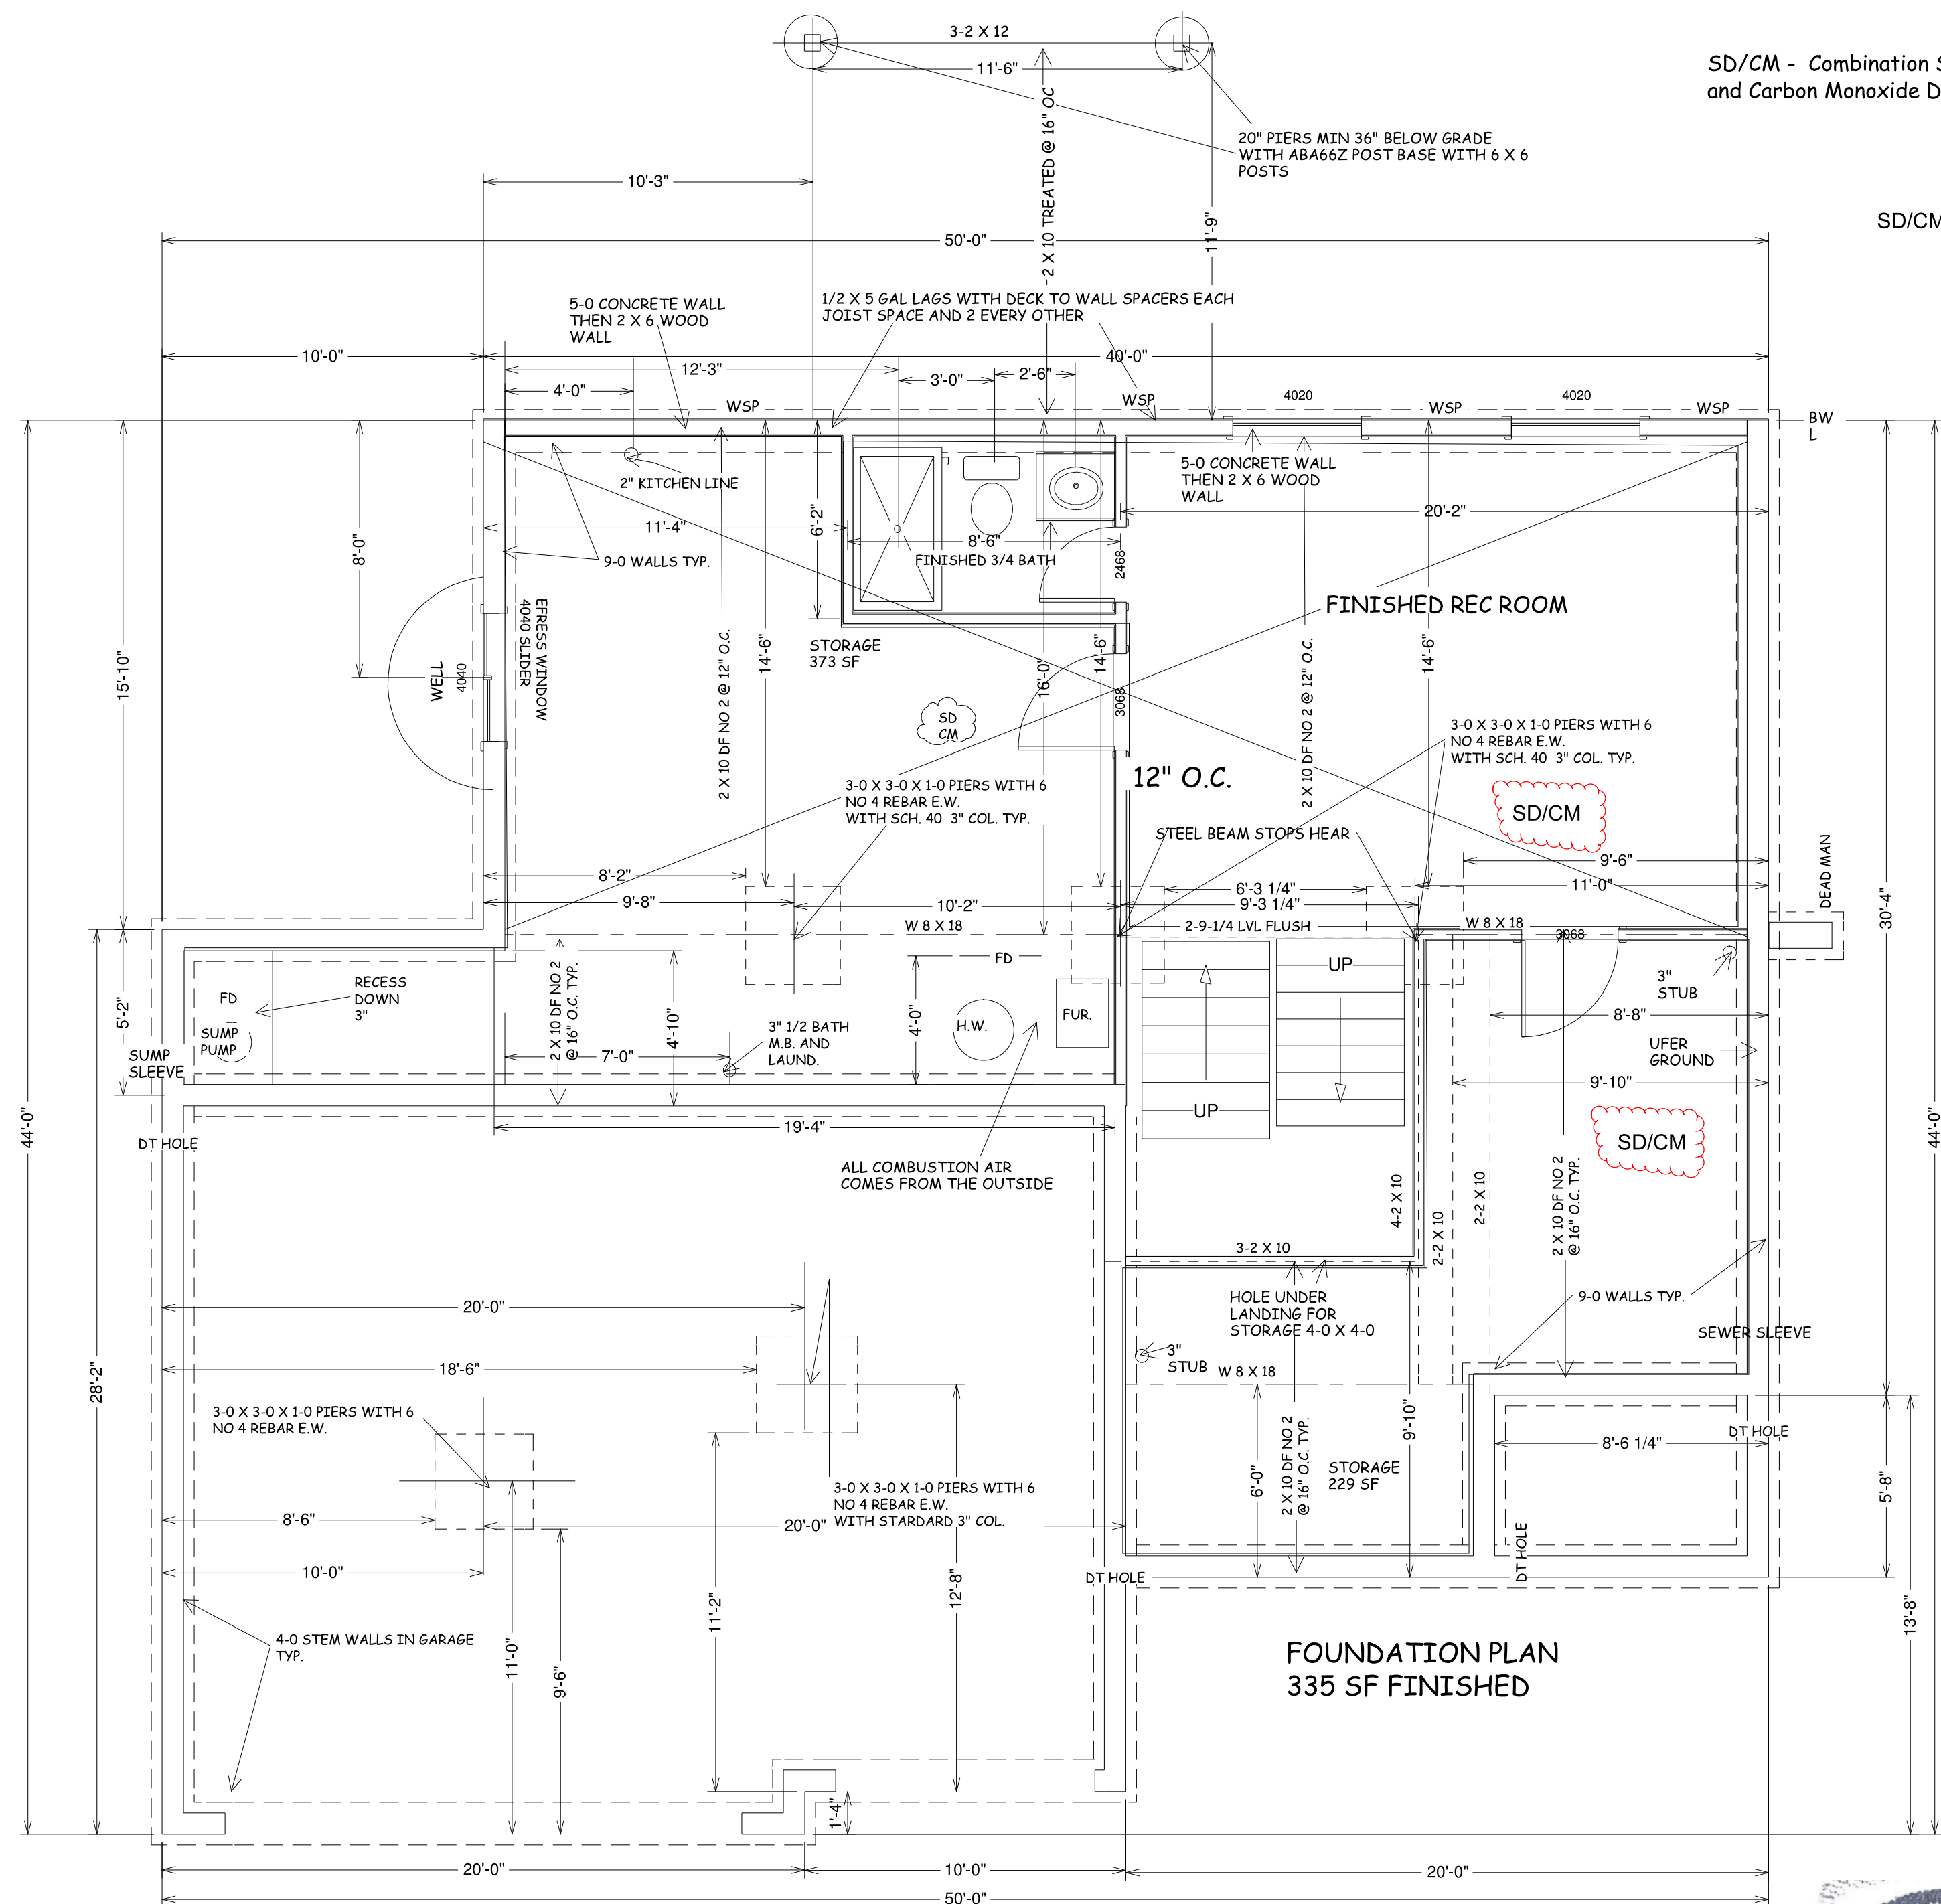 3-2 X 12
11'-6"
SD/CM - Combination S
and Carbon Monoxide D
2 X 10 TREATED @ 16" OC
20" PIERS MIN 36" BELOW GRADE
WITH ABA66Z POST BASE WITH 6 X 6
POSTS
10'-3"
11'-9"
SD/CM
50'-0"
5-0 CONCRETE WALL
THEN 2 X 6 WOOD
WALL
1/2 X 5 GAL LAGS WITH DECK TO WALL SPACERS EACH
JOIST SPACE AND 2 EVERY OTHER
10'-0"
40'-0"
12'-3"
3'-0"
2'-6"
4'-0"
WSP
WSP
4020
WSP
4020
WSP
BW
L
2" KITCHEN LINE
5-0 CONCRETE WALL
THEN 2 X 6 WOOD
WALL
11'-4"
6'-2"
20'-2"
8'-0"
8'-6"
9-0 WALLS TYP.
FINISHED 3/4 BATH
2468
FINISHED REC ROOM
EFRESS WINDOW
4040 SLIDER
WELL
4040
15'-10"
STORAGE
373 SF
2 X 10 DF NO 2 @ 12" O.C.
14'-6"
16'-0"
14'-6"
3068
2 X 10 DF NO 2 @ 12" O.C.
14'-6"
SD
CM
3-0 X 3-0 X 1-0 PIERS WITH 6
NO 4 REBAR E.W.
WITH SCH. 40 3" COL. TYP.
12" O.C.
3-0 X 3-0 X 1-0 PIERS WITH 6
NO 4 REBAR E.W.
WITH SCH. 40 3" COL. TYP.
SD/CM
STEEL BEAM STOPS HEAR
DEAD MAN
9'-6"
8'-2"
6'-3 1/4"
11'-0"
9'-8"
10'-2"
9'-3 1/4"
30'-4"
W 8 X 18
2-9-1/4 LVL FLUSH
W 8 X 18
3068
FD
RECESS
DOWN
3"
FD
UP
3"
STUB
SUMP
PUMP
2 X 10 DF NO 2
@ 16" O.C. TYP.
4'-10"
3" 1/2 BATH
M.B. AND
LAUND.
4'-0"
H.W.
FUR.
8'-8"
5'-2"
SUMP
SLEEVE
7'-0"
UFER
GROUND
9'-10"
UP
44'-0"
DT HOLE
19'-4"
SD/CM
44'-0"
ALL COMBUSTION AIR
COMES FROM THE OUTSIDE
4-2 X 10
2-2 X 10
2-2 X 10
2 X 10 DF NO 2
@ 16" O.C. TYP.
3-2 X 10
20'-0"
HOLE UNDER
LANDING FOR
STORAGE 4-0 X 4-0
9-0 WALLS TYP.
SEWER SLEEVE
28'-2"
18'-6"
3"
STUB
W 8 X 18
3-0 X 3-0 X 1-0 PIERS WITH 6
NO 4 REBAR E.W.
9'-10"
8'-6 1/4"
DT HOLE
6'-0"
2 X 10 DF NO 2
@ 16" O.C. TYP.
STORAGE
229 SF
5'-8"
3-0 X 3-0 X 1-0 PIERS WITH 6
NO 4 REBAR E.W.
WITH STARDARD 3" COL.
8'-6"
20'-0"
10'-0"
DT HOLE
DT HOLE
12'-8"
11'-2"
13'-8"
4-0 STEM WALLS IN GARAGE
TYP.
11'-0"
9'-6"
FOUNDATION PLAN
335 SF FINISHED
1'-4"
20'-0"
10'-0"
20'-0"
50'-0"